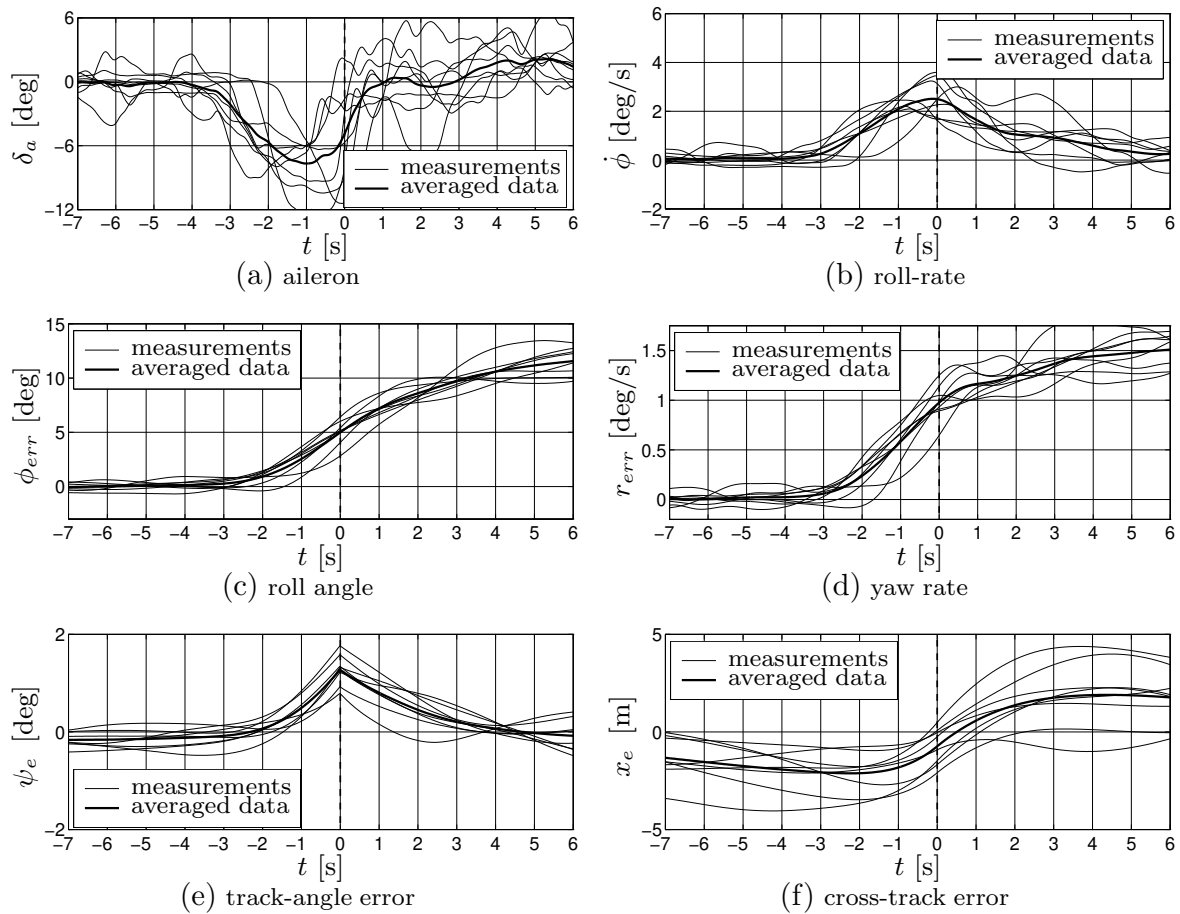 6
0
−6
−12
δa [deg]
measurements
averaged data
−7 −6 −5 −4 −3 −2 −1 0 1 2 3 4 5 6
t [s]
(a) aileron
6
4
2
0
−2
ϕ̇ [deg/s]
measurements
averaged data
−7 −6 −5 −4 −3 −2 −1 0 1 2 3 4 5 6
t [s]
(b) roll-rate
15
10
5
0
ϕerr [deg]
measurements
averaged data
−7 −6 −5 −4 −3 −2 −1 0 1 2 3 4 5 6
t [s]
(c) roll angle
1.5
1
0.5
0
rerr [deg/s]
measurements
averaged data
−7 −6 −5 −4 −3 −2 −1 0 1 2 3 4 5 6
t [s]
(d) yaw rate
2
0
−2
ψe [deg]
measurements
averaged data
−7 −6 −5 −4 −3 −2 −1 0 1 2 3 4 5 6
t [s]
(e) track-angle error
5
0
−5
xe [m]
measurements
averaged data
−7 −6 −5 −4 −3 −2 −1 0 1 2 3 4 5 6
t [s]
(f) cross-track error